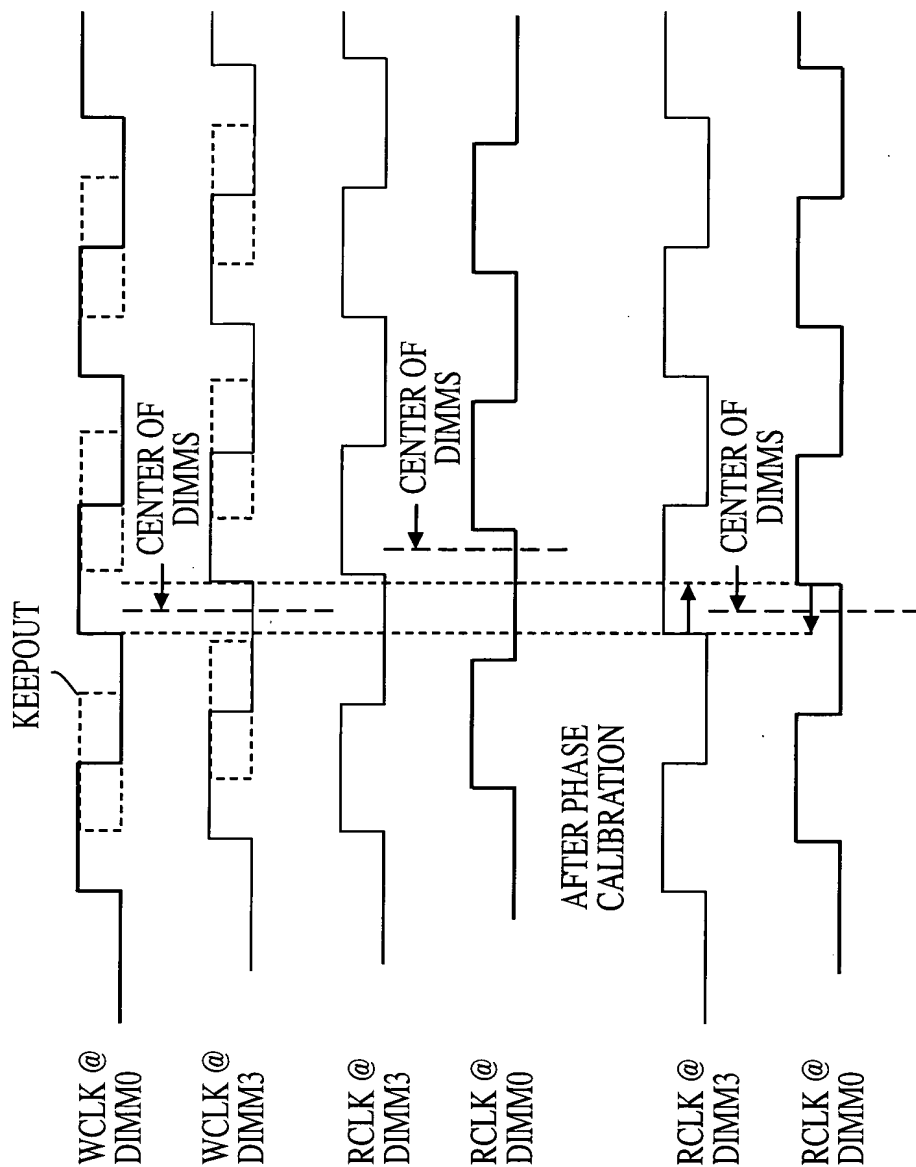 KEEPOUT
WCLK @
DIMM0
CENTER OF
DIMMS
WCLK @
DIMM3
RCLK @
DIMM3
CENTER OF
DIMMS
RCLK @
DIMM0
AFTER PHASE
CALIBRATION
RCLK @
DIMM3
CENTER OF
DIMMS
RCLK @
DIMM0